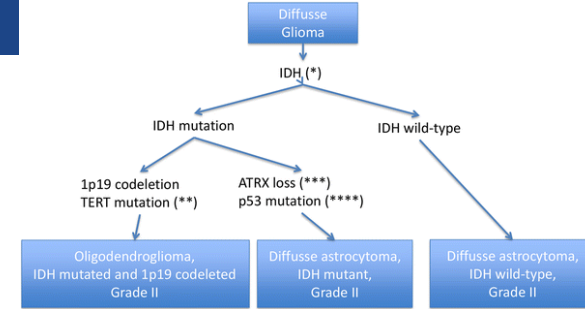 Diffusse
Glioma
IDH (*)
IDH mutation
IDH wild-type
1p19 codeletion
TERT mutation (**)
ATRX loss (***)
p53 mutation (****)
Oligodendroglioma,
IDH mutated and 1p19 codeleted
Grade II
Diffusse astrocytoma,
IDH mutant,
Grade II
Diffusse astrocytoma,
IDH wild-type,
Grade II